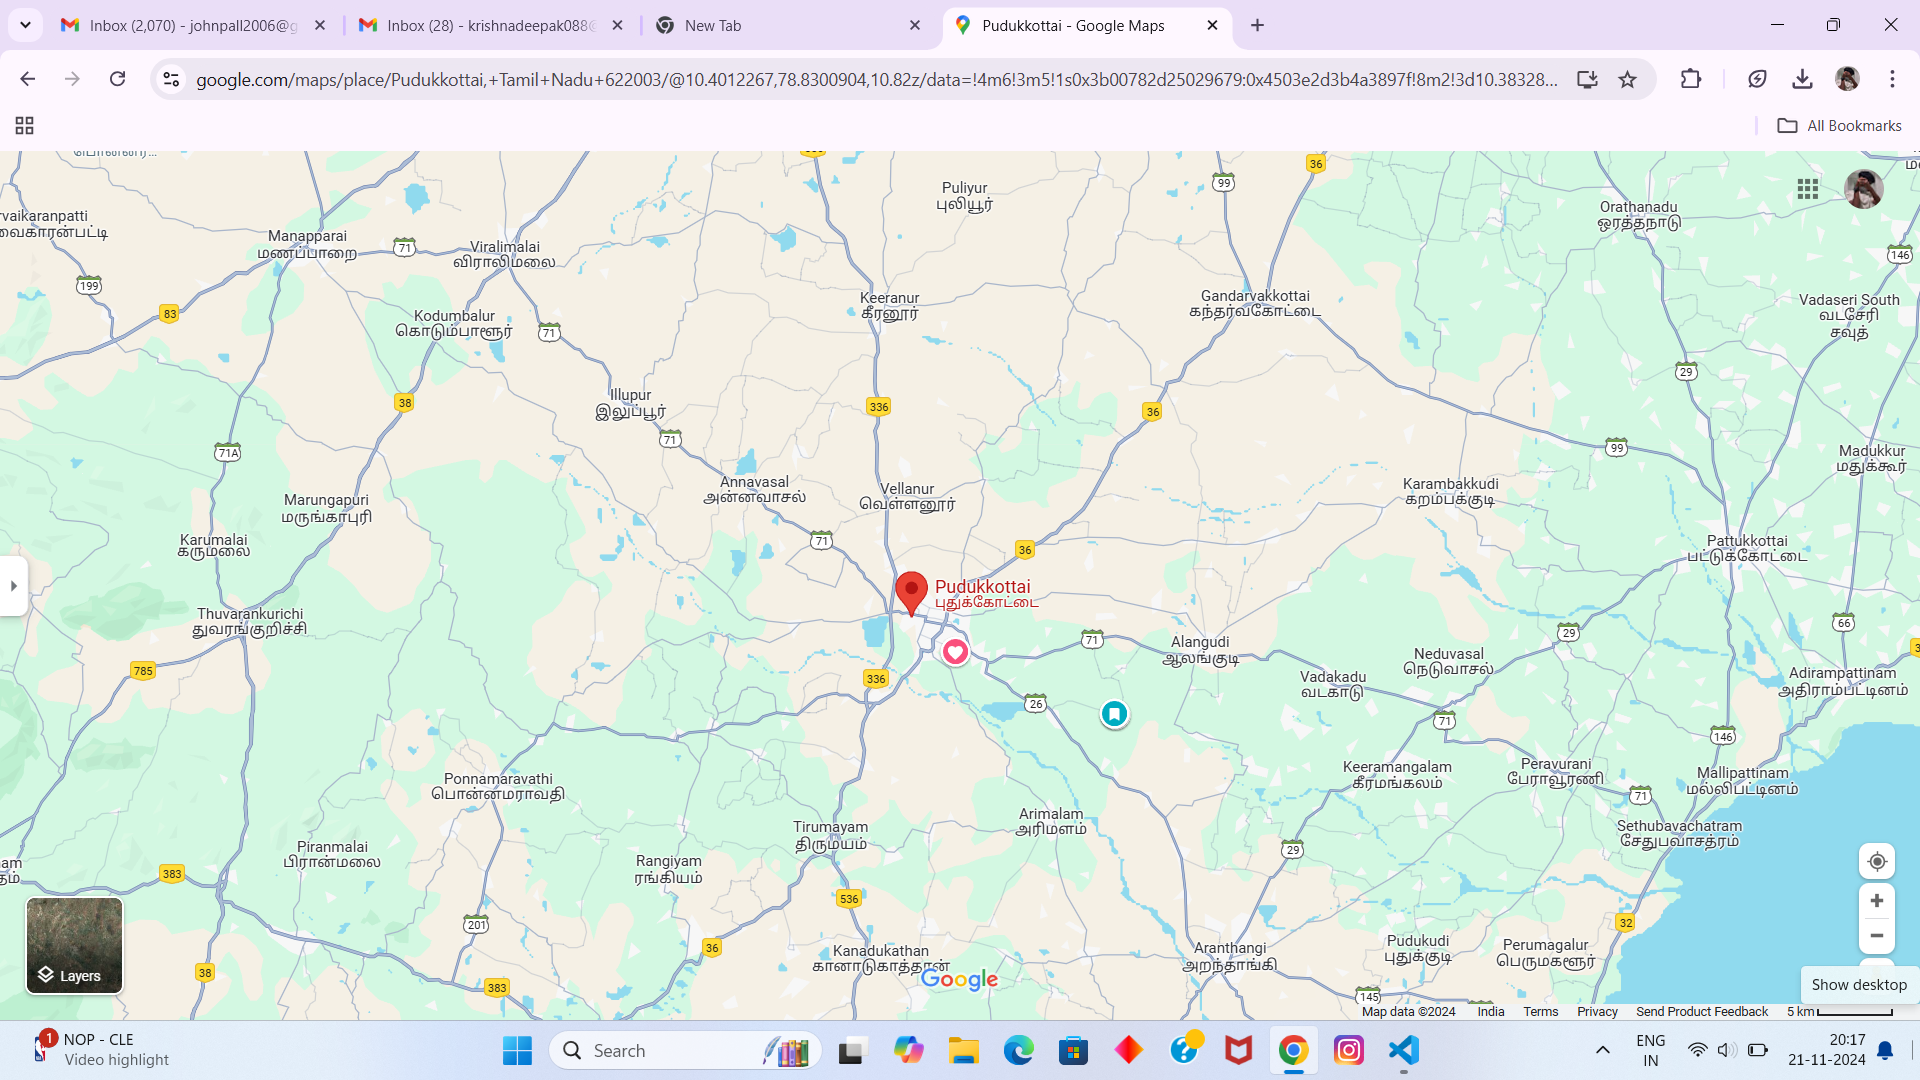 Inbox (2,070) - johnpall2006@g
Inbox (28) - krishnadeepak088@
New Tab
Pudukkottai - Google Maps
google.com/maps/place/Pudukkottai,+Tamil+Nadu+622003/@10.4012267,78.8300904,10.82z/data=!4m6!3m5!1s0x3b00782d25029679:0x4503e2d3b4a3897f!8m2!3d10.38328...
All Bookmarks
36
99
Puliyur
புலியூர்
Orathanadu
ஒரத்தநாடு
rvaikaranpatti
வைகாரன்பட்டி
Manapparai
மணப்பாறை
71
Viralimalai
விராலிமலை
146
199
83
Kodumbalur
கொடும்பாளூர்
71
Keeranur
கீரனூர்
Gandarvakkottai
கந்தர்வகோட்டை
Vadaseri South
வடசேரி
சவுத்
29
Illupur
இலுப்பூர்
38
336
36
71
71A
99
Madukkur
மதுக்கூர்
Annavasal
அன்னவாசல்
Vellanur
வெள்ளனூர்
Karambakkudi
கறம்பக்குடி
Marungapuri
மருங்காபுரி
Karumalai
கருமலை
71
36
Pattukkottai
பட்டுக்கோட்டை
Pudukkottai
புதுக்கோட்டை
Thuvarankurichi
துவரங்குறிச்சி
71
Alangudi
ஆலங்குடி
29
66
785
336
26
Neduvasal
நெடுவாசல்
Vadakadu
வடகாடு
Adirampattinam
அதிராம்பட்டினம்
71
146
Ponnamaravathi
பொன்னமராவதி
Keeramangalam
கீரமங்கலம்
Peravurani
பேராவூரணி
Mallipattinam
மல்லிபட்டினம்
71
Arimalam
அரிமளம்
Tirumayam
திருமயம்
Sethubavachatram
சேதுபவாசத்ரம்
Piranmalai
பிரான்மலை
Rangiyam
ராங்கியம்
29
383
536
201
36
32
Kanadukathan
கானாடுகாத்தான்
Aranthangi
அறந்தாங்கி
Pudukudi
புதுக்குடி
Perumagalur
பெருமகளூர்
38
383
145
Layers
Google
Show desktop
Map data ©2024 India Terms Privacy Send Product Feedback 5 km
1
NOP - CLE
Video highlight
Search
ENG
IN
20:17
21-11-2024